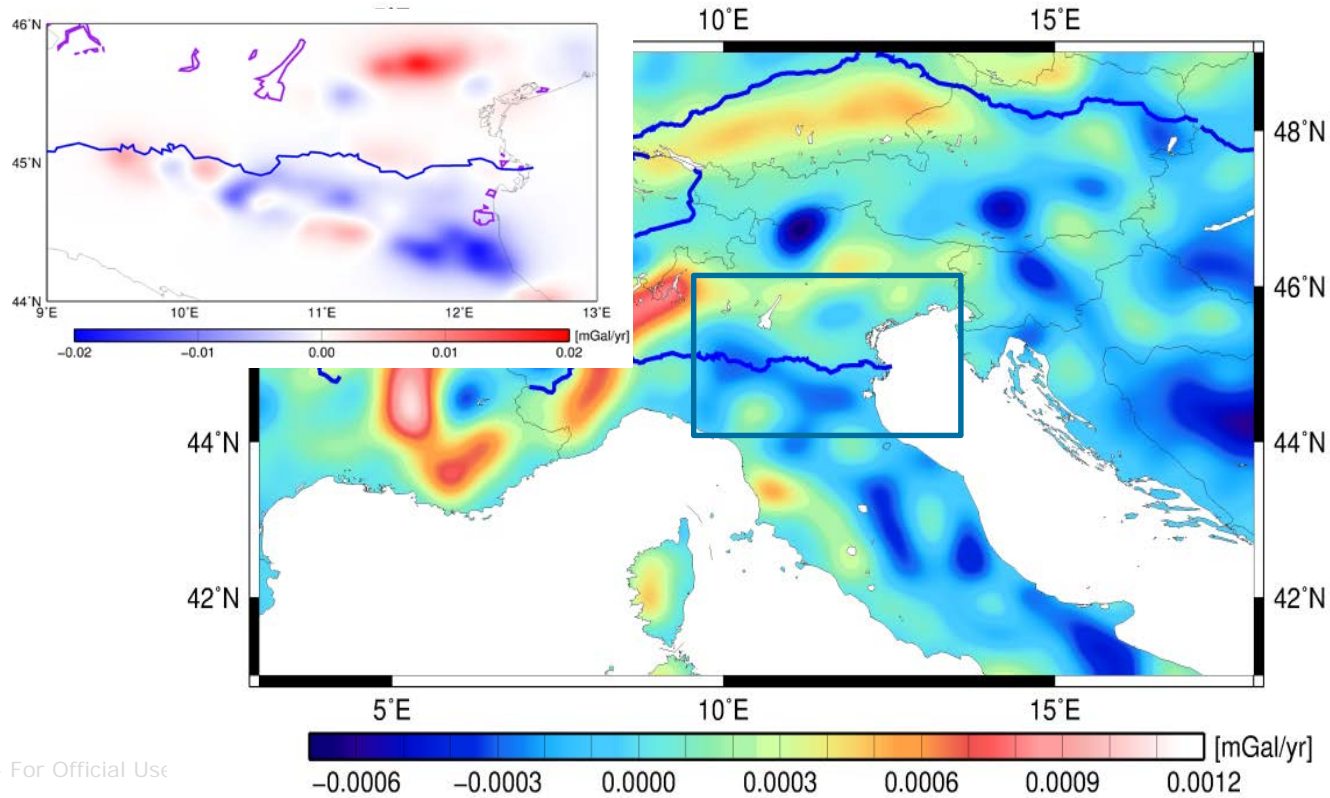 10°E 15°E
46°N
45°N
44°N
9°E 10°E 11°E 12°E 13°E
−0.02 −0.01 0.00 0.01 0.02
[mGal/yr]
48°N
46°N
44°N 44°N
42°N 42°N
5°E 10°E 15°E
[mGal/yr]
−0.0006 −0.0003 0.0000 0.0003 0.0006 0.0009 0.0012
For Official Use